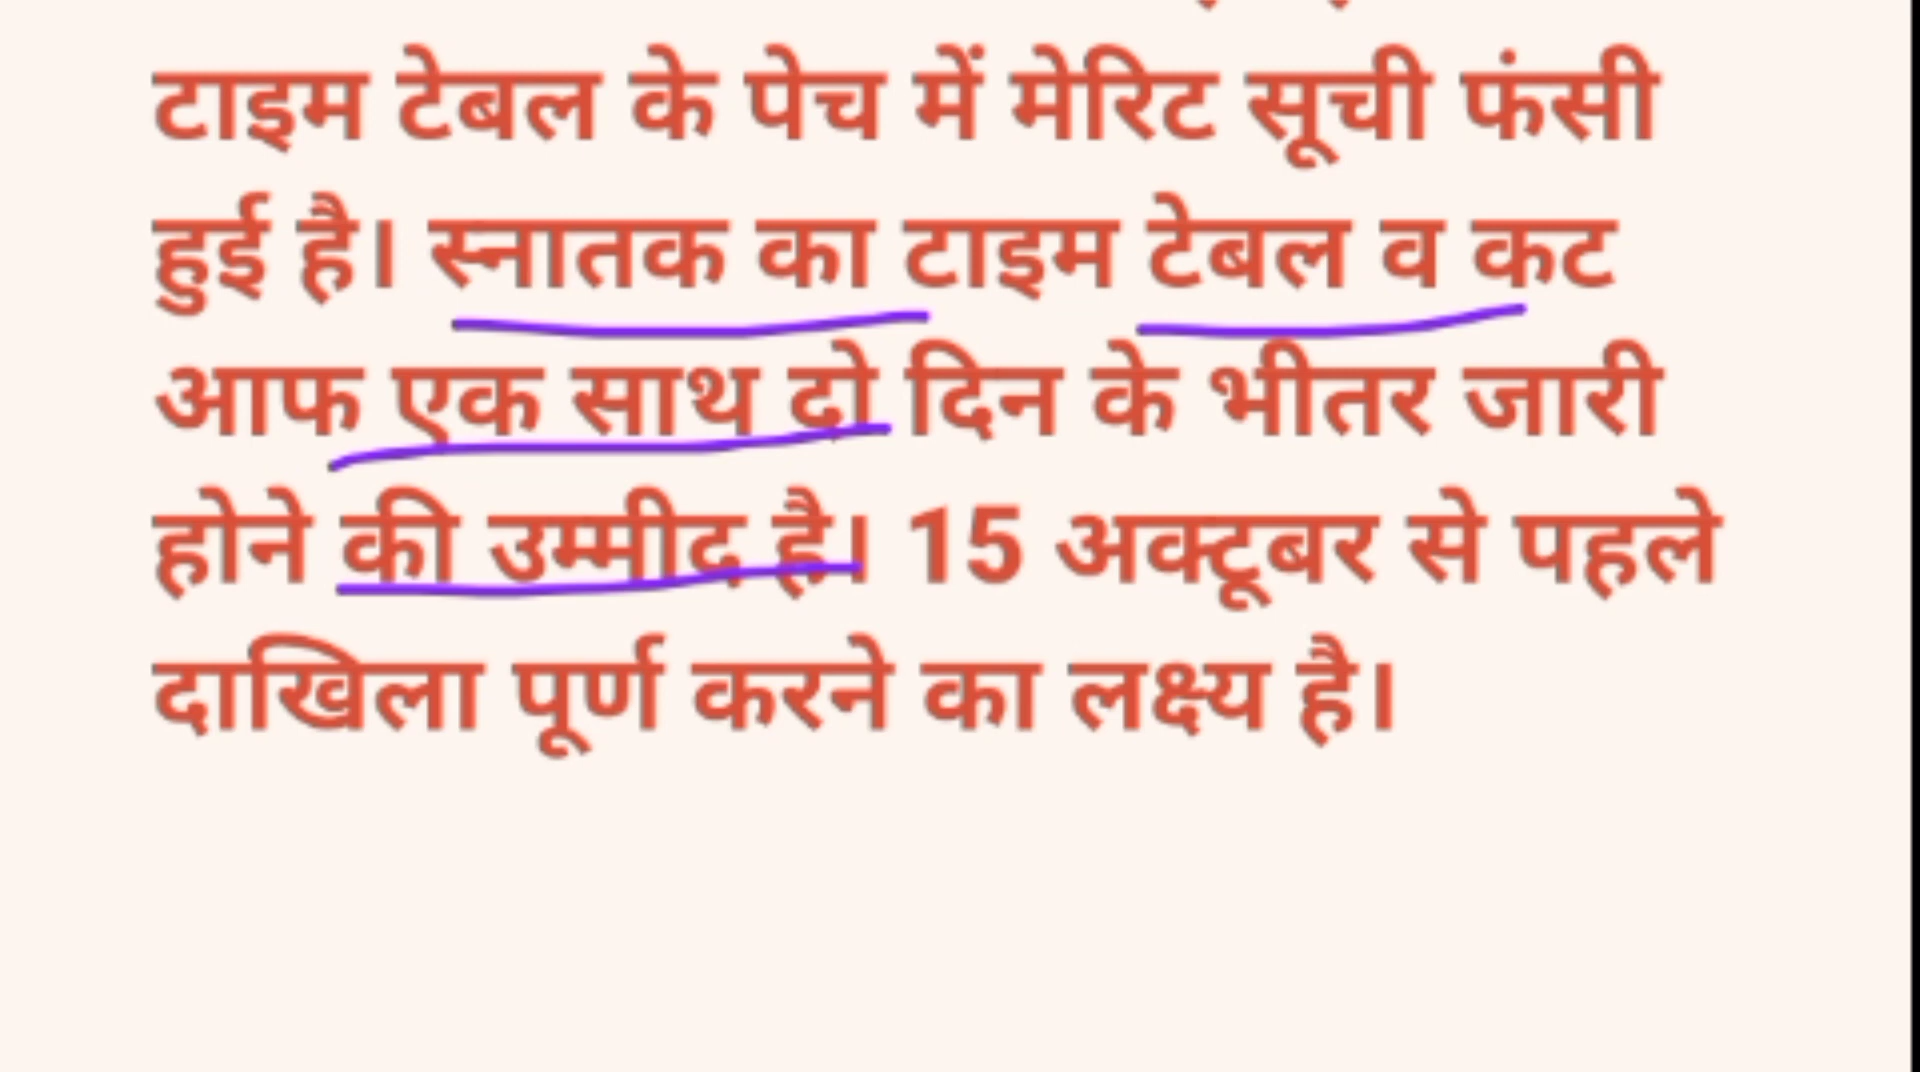 टाइम टेबल के पेच में मेरिट सूची फंसी
हुई है। स्नातक का टाइम टेबल व कट
आफ एक साथ दो दिन के भीतर जारी
होने की उम्मीद है। 15 अक्टूबर से पहले
दाखिला पूर्ण करने का लक्ष्य है।